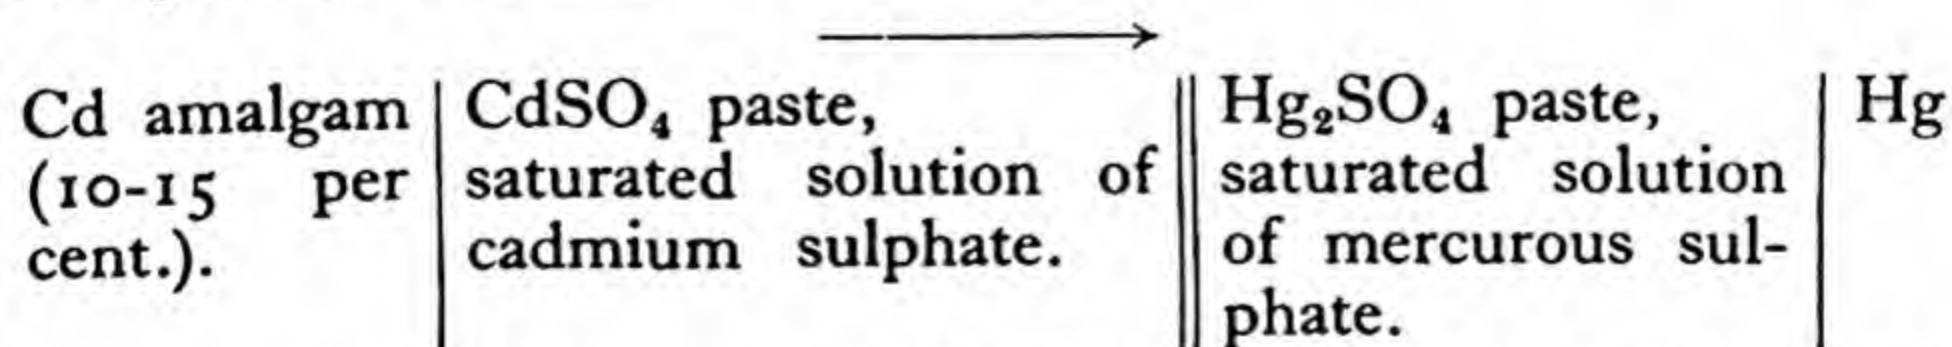 Cd amalgam
(10-15 per
cent.).
CdSO₄ paste,
saturated solution of
cadmium sulphate.
Hg₂SO₄ paste,
saturated solution
of mercurous sul-
phate.
Hg